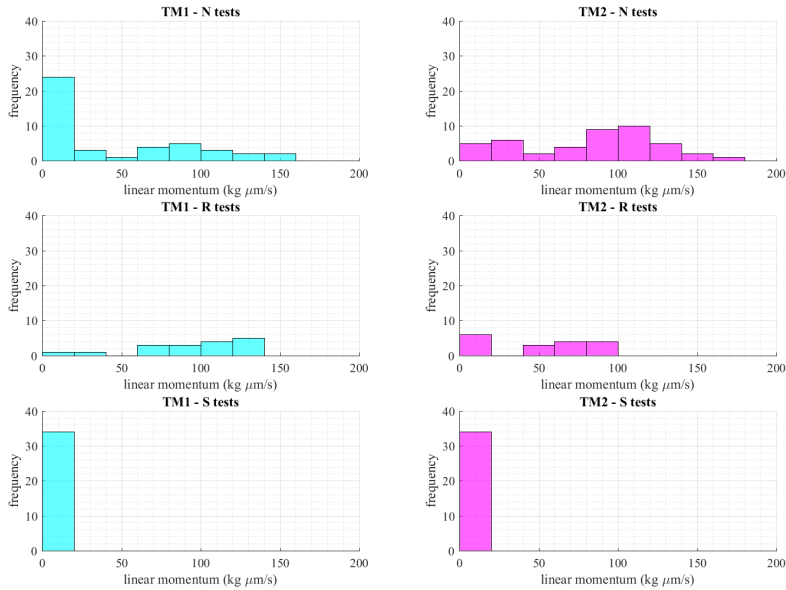 TM1 - N tests
40
30
20
10
0
frequency
0 50 100 150 200
linear momentum (kg μm/s)
TM2 - N tests
40
30
20
10
0
frequency
0 50 100 150 200
linear momentum (kg μm/s)
TM1 - R tests
40
30
20
10
0
frequency
0 50 100 150 200
linear momentum (kg μm/s)
TM2 - R tests
40
30
20
10
0
frequency
0 50 100 150 200
linear momentum (kg μm/s)
TM1 - S tests
40
30
20
10
0
frequency
0 50 100 150 200
linear momentum (kg μm/s)
TM2 - S tests
40
30
20
10
0
frequency
0 50 100 150 200
linear momentum (kg μm/s)